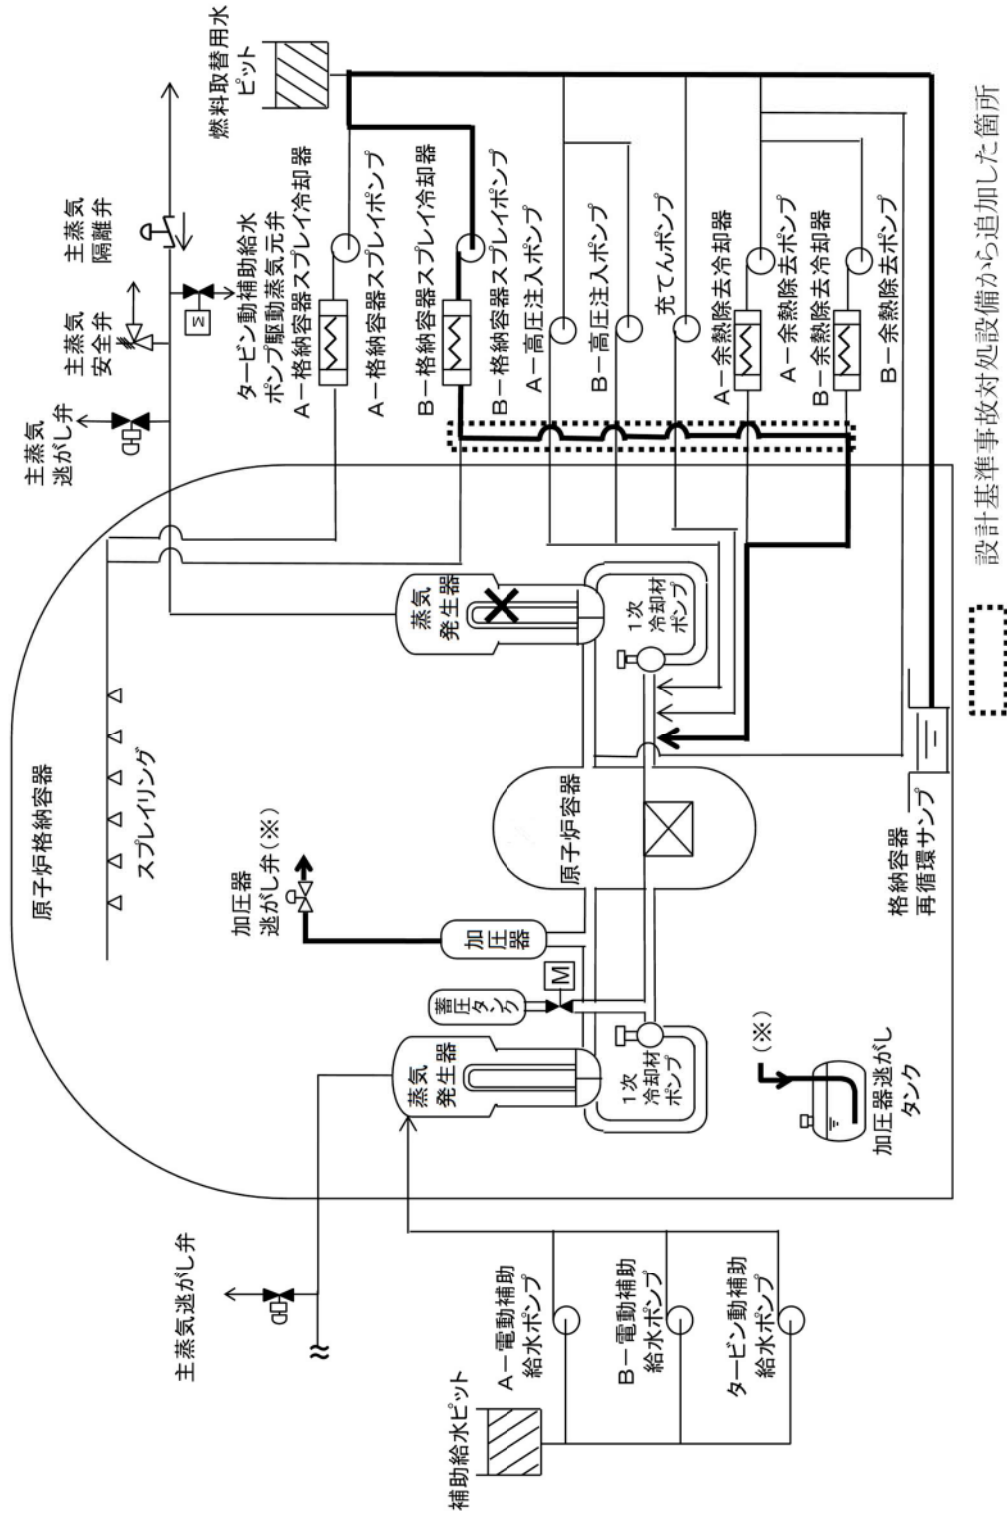 燃料取替用水
ピット
主蒸気
隔離弁
主蒸気
安全弁
主蒸気
逃がし弁
M
タービン動補助給水
ポンプ駆動蒸気元弁
A－格納容器スプレイ冷却器
A－格納容器スプレイポンプ
B－格納容器スプレイ冷却器
B－格納容器スプレイポンプ
A－高圧注入ポンプ
B－高圧注入ポンプ
充てんポンプ
A－余熱除去冷却器
A－余熱除去ポンプ
B－余熱除去冷却器
B－余熱除去ポンプ
原子炉格納容器
スプレイリング
蒸気
発生器
1次
冷却材
ポンプ
加圧器
逃がし弁(※)
加圧器
原子炉容器
蓄圧タンク
M
蒸気
発生器
1次
冷却材
ポンプ
(※)
加圧器逃がし
タンク
格納容器
再循環サンプ
主蒸気逃がし弁
≈
A－電動補助
給水ポンプ
B－電動補助
給水ポンプ
タービン動補助
給水ポンプ
補助給水ピット
設計基準事故対処設備から追加した箇所